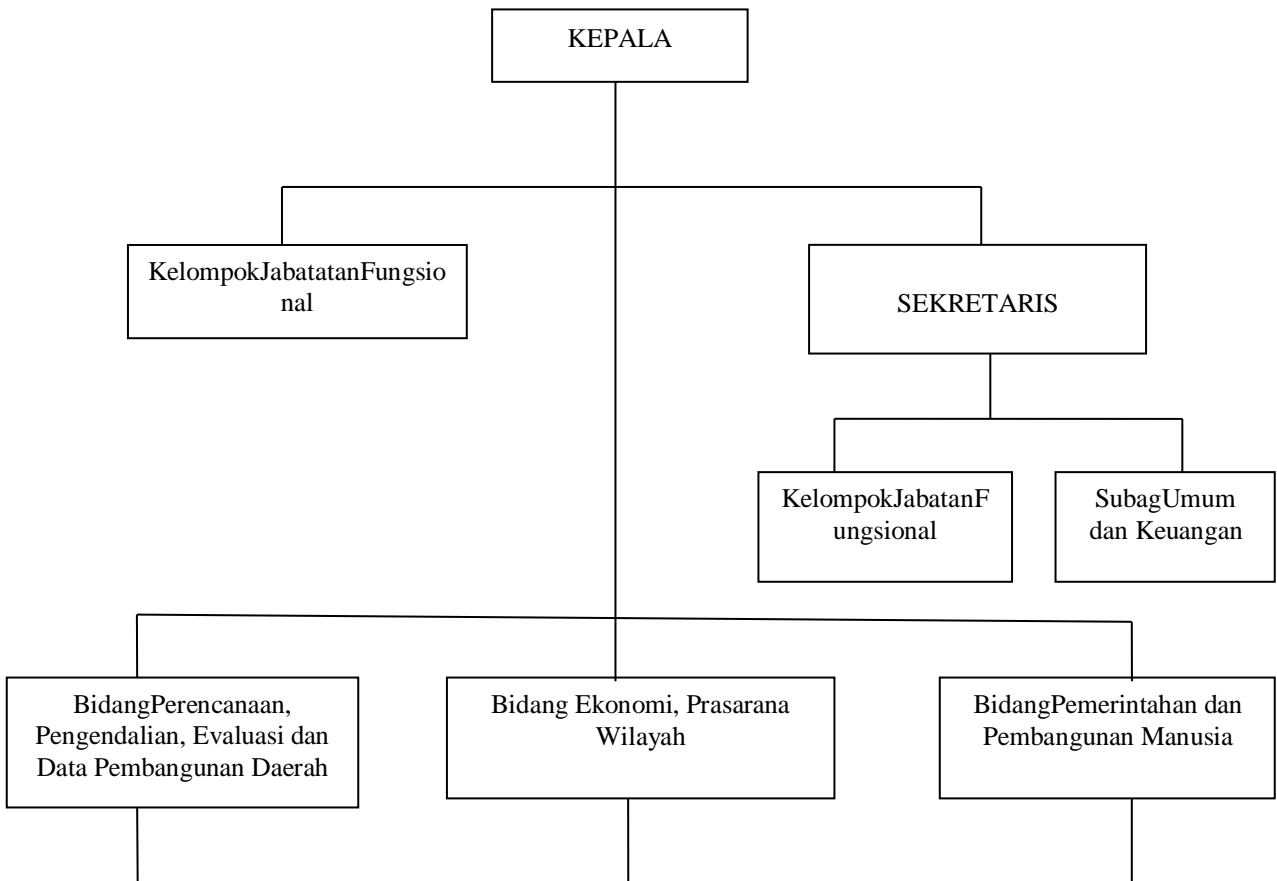 KEPALA
KelompokJabatatanFungsio
nal
SEKRETARIS
KelompokJabatanF
ungsional
SubagUmum
dan Keuangan
BidangPerencanaan,
Pengendalian, Evaluasi dan
Data Pembangunan Daerah
Bidang Ekonomi, Prasarana
Wilayah
BidangPemerintahan dan
Pembangunan Manusia